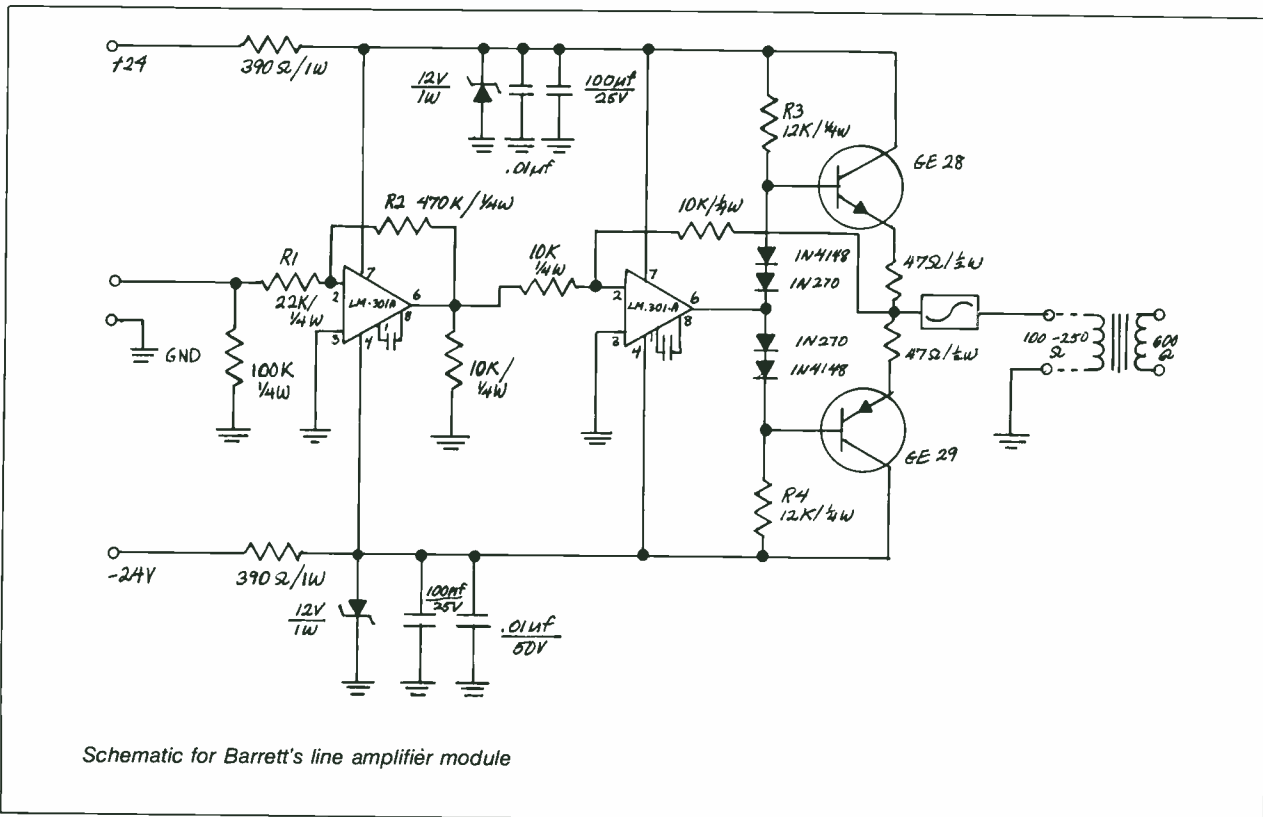 +24
390Ω/1W
12V
1W
100µf
25V
.01µf
R3
12K/¼W
GE 28
R2 470K/¼W
10K/¼W
1N4148
1N270
47Ω/½W
R1
22K/
¼W
2
7
LM-301A
6
8
1
3
4
10K
¼W
2
7
LM-301-A
6
8
1
3
4
GND
100K
¼W
10K/
¼W
1N270
1N4148
47Ω/½W
100-250
Ω
600
Ω
GE 29
R4
12K/¼W
-24V
390Ω/1W
12V
1W
100µf
25V
.01µf
50V
Schematic for Barrett's line amplifier module